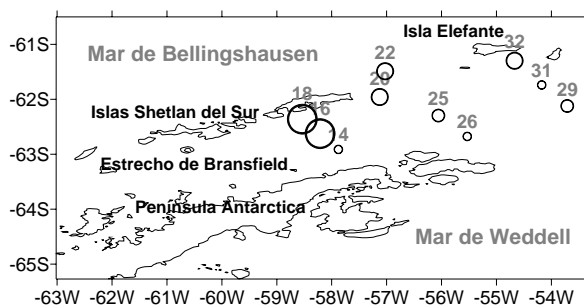 -61S
-62S
-63S
-64S
-65S
Isla Elefante
Mar de Bellingshausen
32
22
31
20
29
18
16
25
Islas Shetlan del Sur
14
26
Estrecho de Bransfield
Península Antarctica
Mar de Weddell
-63W -62W -61W -60W -59W -58W -57W -56W -55W -54W